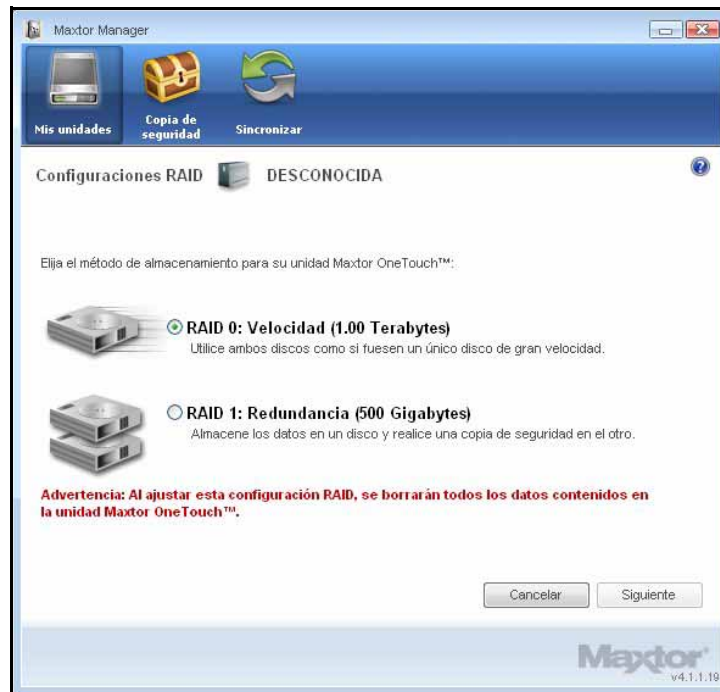 Maxtor Manager
Mis unidades
Copia de
seguridad
Sincronizar
Configuraciones RAID DESCONOCIDA
Elija el método de almacenamiento para su unidad Maxtor OneTouch™:
RAID 0: Velocidad (1.00 Terabytes)
Utilice ambos discos como si fuesen un único disco de gran velocidad.
RAID 1: Redundancia (500 Gigabytes)
Almacene los datos en un disco y realice una copia de seguridad en el otro.
Advertencia: Al ajustar esta configuración RAID, se borrarán todos los datos contenidos en
la unidad Maxtor OneTouch™.
Cancelar
Siguiente
Maxtor
v4.1.1.19